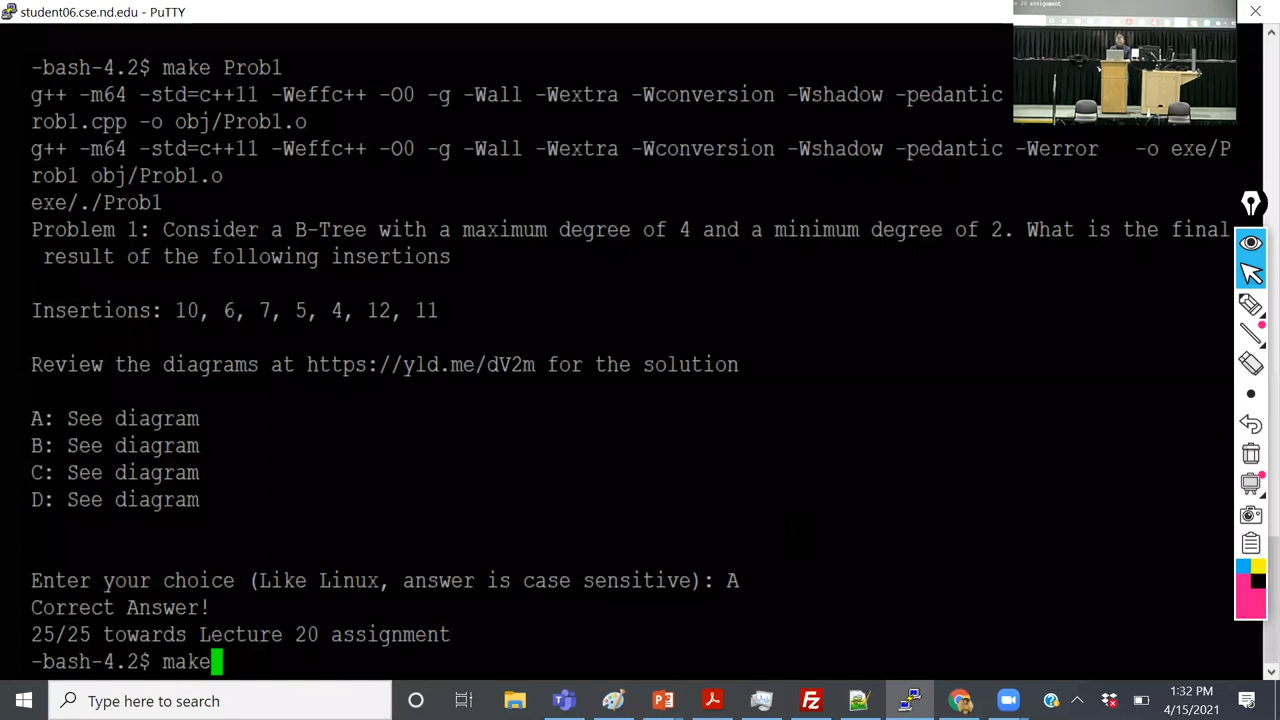 student06.cse.nd.edu - PuTTY
20 assignment
-bash-4.2$ make Prob1
g++ -m64 -std=c++11 -Weffc++ -O0 -g -Wall -Wextra -Wconversion -Wshadow -pedantic
rob1.cpp -o obj/Prob1.o
g++ -m64 -std=c++11 -Weffc++ -O0 -g -Wall -Wextra -Wconversion -Wshadow -pedantic -Werror   -o exe/P
rob1 obj/Prob1.o
exe/./Prob1
Problem 1: Consider a B-Tree with a maximum degree of 4 and a minimum degree of 2. What is the final
result of the following insertions
Insertions: 10, 6, 7, 5, 4, 12, 11
Review the diagrams at https://yld.me/dV2m for the solution
A: See diagram
B: See diagram
C: See diagram
D: See diagram
Enter your choice (Like Linux, answer is case sensitive): A
Correct Answer!
25/25 towards Lecture 20 assignment
-bash-4.2$ make
Type here to search
1:32 PM
4/15/2021